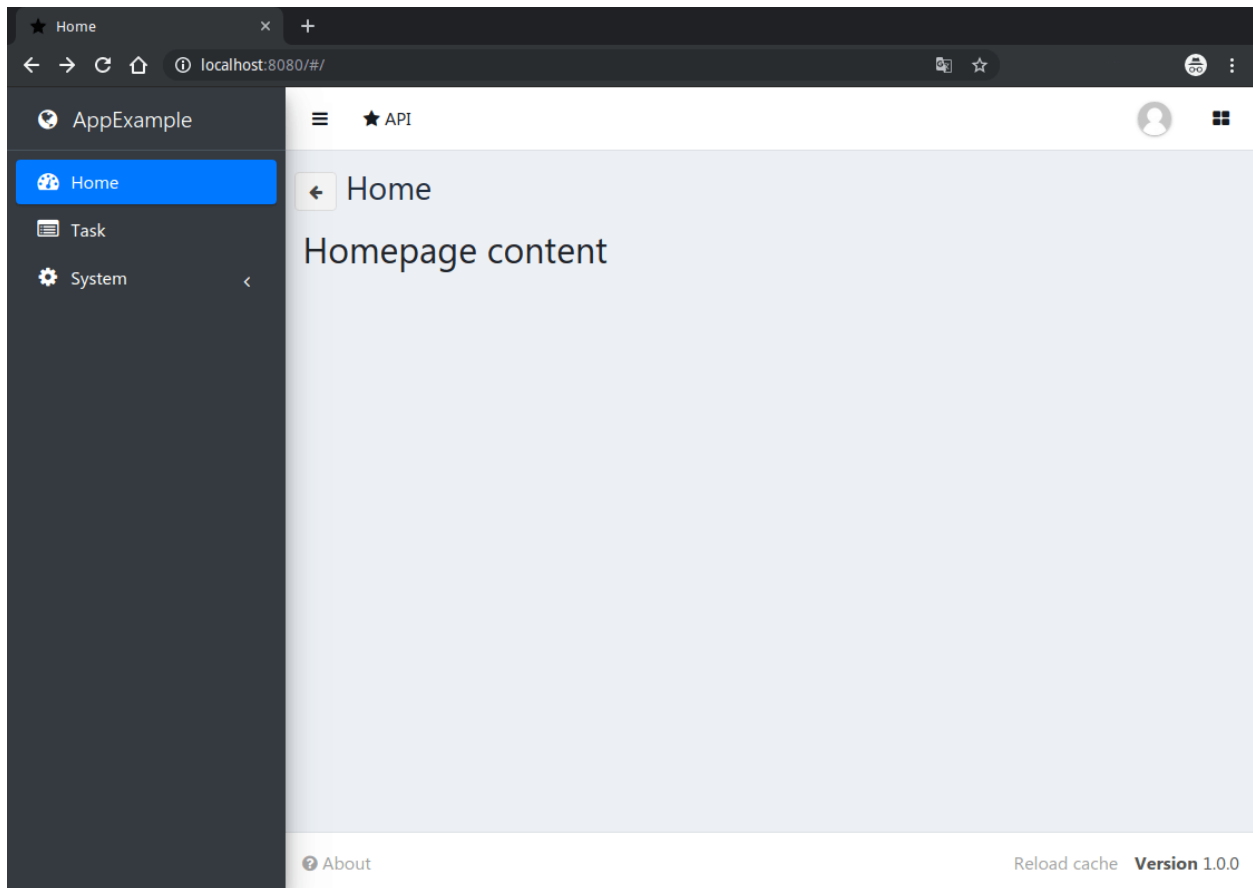 Home
localhost:8080/#/
AppExample
API
Home
Home
Task
Homepage content
System
About
Reload cache Version 1.0.0